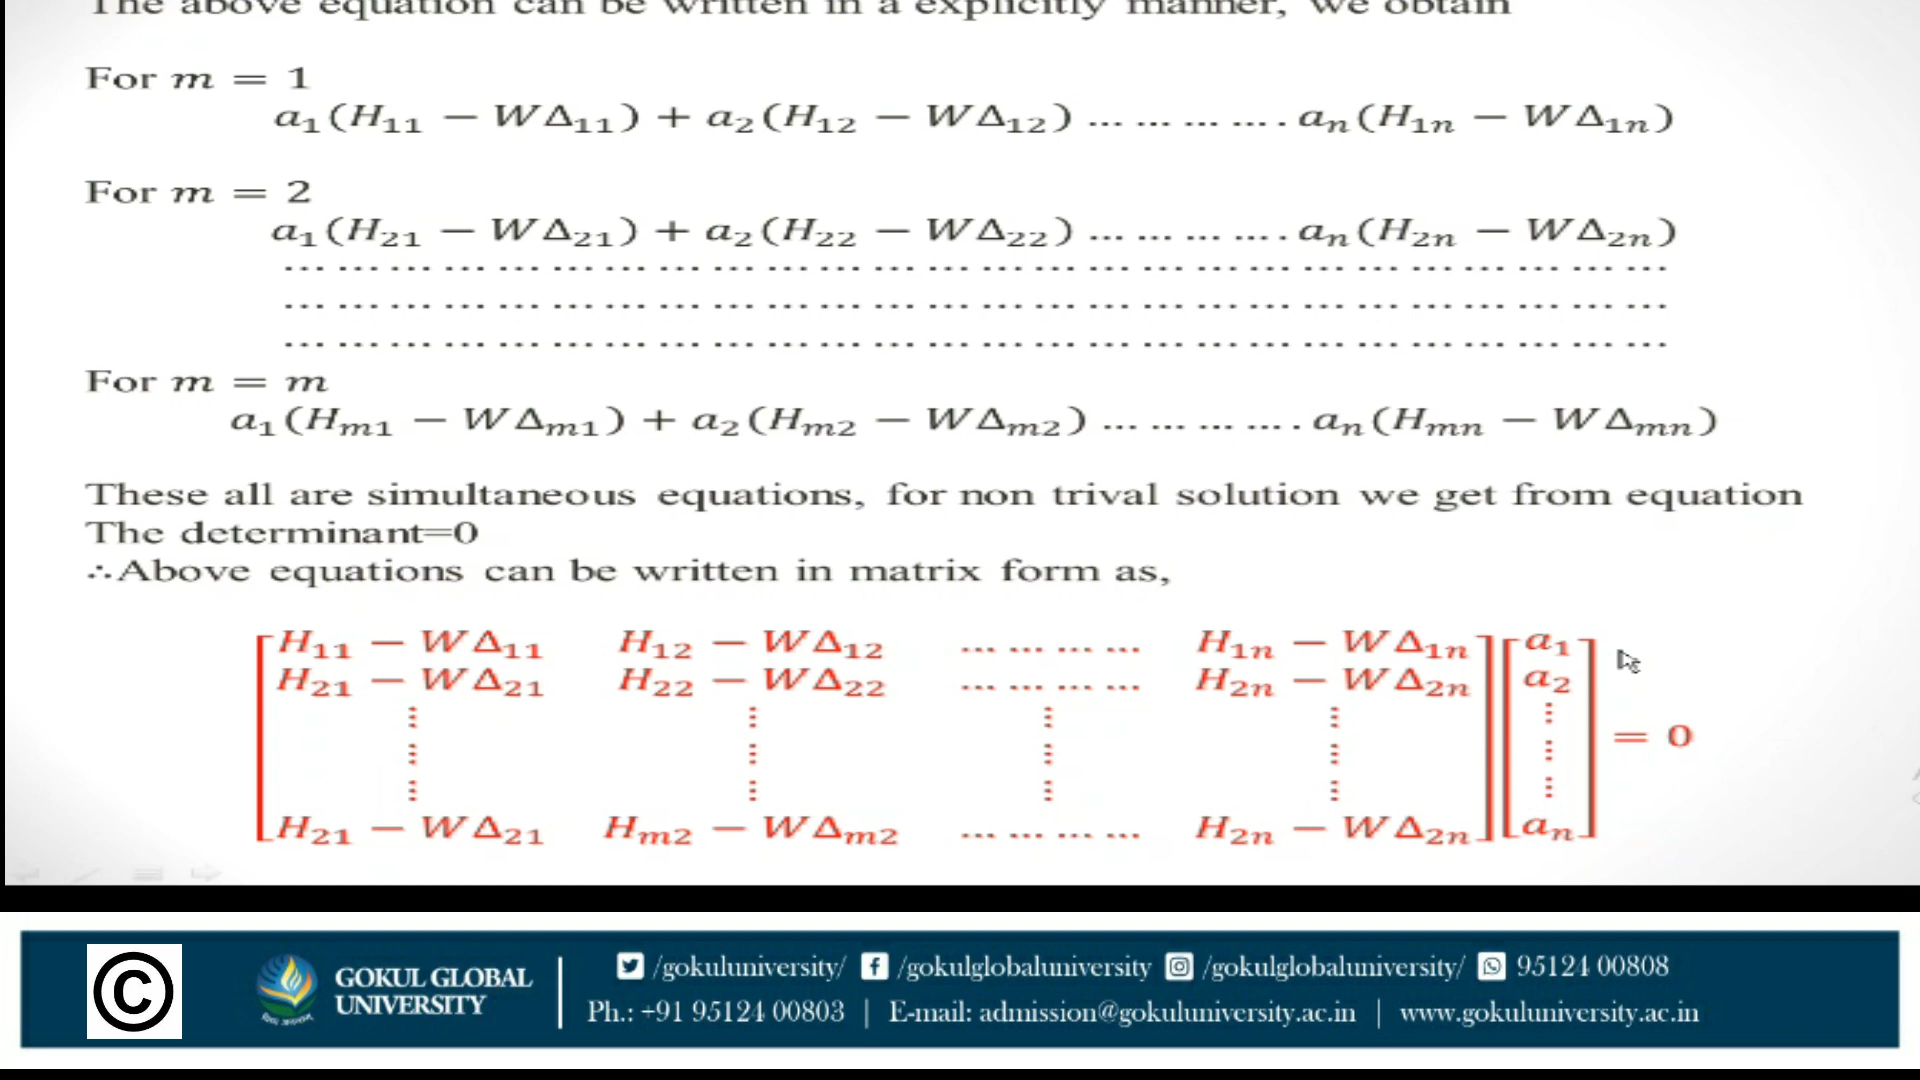 The above equation can be written in a explicitly manner, we obtain
For m = 1
a₁(H₁₁ − WΔ₁₁) + a₂(H₁₂ − WΔ₁₂) … … … …. aₙ(H₁ₙ − WΔ₁ₙ)
For m = 2
a₁(H₂₁ − WΔ₂₁) + a₂(H₂₂ − WΔ₂₂) … … … …. aₙ(H₂ₙ − WΔ₂ₙ)
… … … … … … … … … … … … … … … … … … … … … … … … … …
… … … … … … … … … … … … … … … … … … … … … … … … … …
… … … … … … … … … … … … … … … … … … … … … … … … … …
For m = m
a₁(Hₘ₁ − WΔₘ₁) + a₂(Hₘ₂ − WΔₘ₂) … … … …. aₙ(Hₘₙ − WΔₘₙ)
These all are simultaneous equations, for non trival solution we get from equation
The determinant=0
∴Above equations can be written in matrix form as,
[H₁₁ − WΔ₁₁ H₁₂ − WΔ₁₂ … … … … H₁ₙ − WΔ₁ₙ] [a₁]
H₂₁ − WΔ₂₁ H₂₂ − WΔ₂₂ … … … … H₂ₙ − WΔ₂ₙ a₂
⋮ ⋮ ⋮ ⋮ ⋮
⋮ ⋮ ⋮ ⋮ ⋮ = 0
⋮ ⋮ ⋮ ⋮ ⋮
H₂₁ − WΔ₂₁ Hₘ₂ − WΔₘ₂ … … … … H₂ₙ − WΔ₂ₙ aₙ
©
GOKUL GLOBAL
UNIVERSITY
/gokuluniversity/ /gokulglobaluniversity /gokulglobaluniversity/ 95124 00808
Ph.: +91 95124 00803 | E-mail: admission@gokuluniversity.ac.in | www.gokuluniversity.ac.in